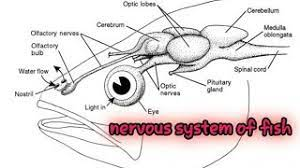 Optic lobes
Cerebellum
Cerebrum
Olfactory nerves
Olfactory
bulb
Medulla
oblongata
Water flow
Spinal cord
Nostril
Optic
nerves
Pituitary
gland
Light in
Eye
nervous system of fish